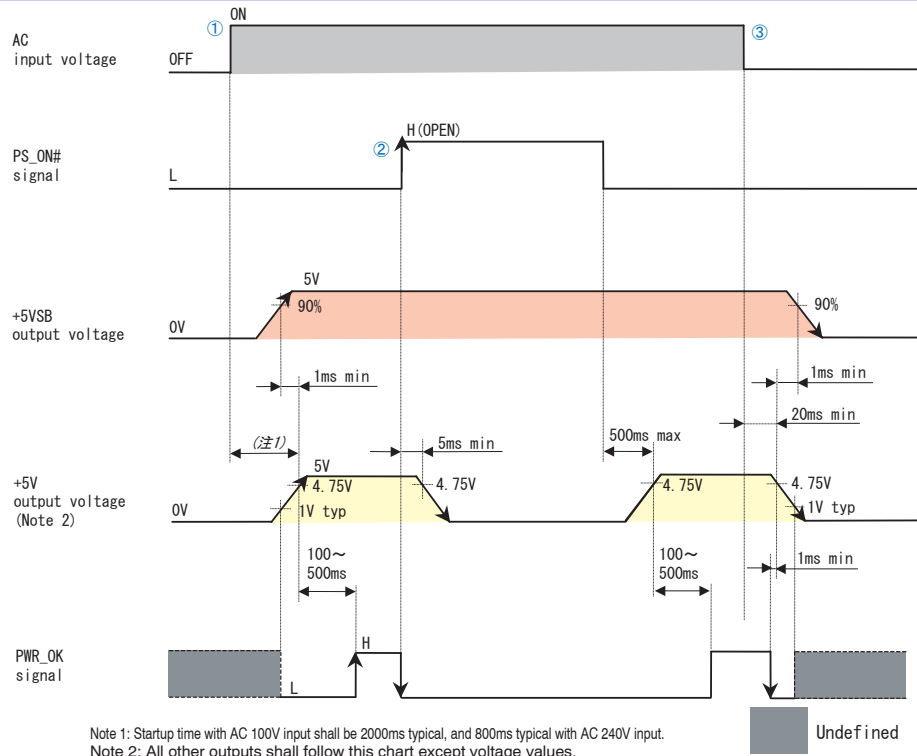 ON
①
③
AC
input voltage
OFF
H(OPEN)
②
PS_ON#
signal
L
5V
90%
90%
+5VSB
output voltage
0V
1ms min
1ms min
20ms min
(注1)
5ms min
500ms max
+5V
output voltage
(Note 2)
0V
5V
4.75V
1V typ
4.75V
4.75V
4.75V
1V typ
100～
500ms
100～
500ms
1ms min
PWR_OK
signal
H
L
Note 1: Startup time with AC 100V input shall be 2000ms typical, and 800ms typical with AC 240V input.
Note 2: All other outputs shall follow this chart except voltage values.
Undefined